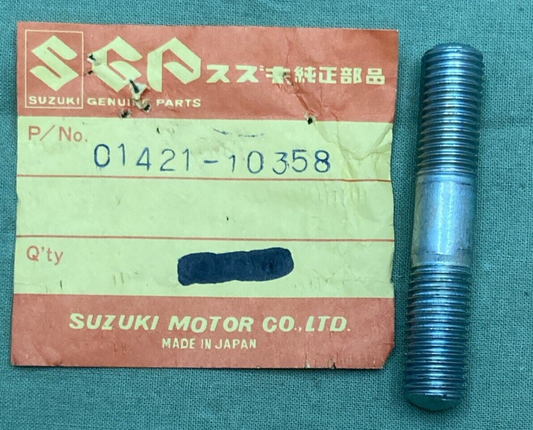 SGP スズキ純正部品
SUZUKI GENUINE PARTS
P/No.
01421-10358
Q'ty
SUZUKI MOTOR CO.,LTD.
MADE IN JAPAN